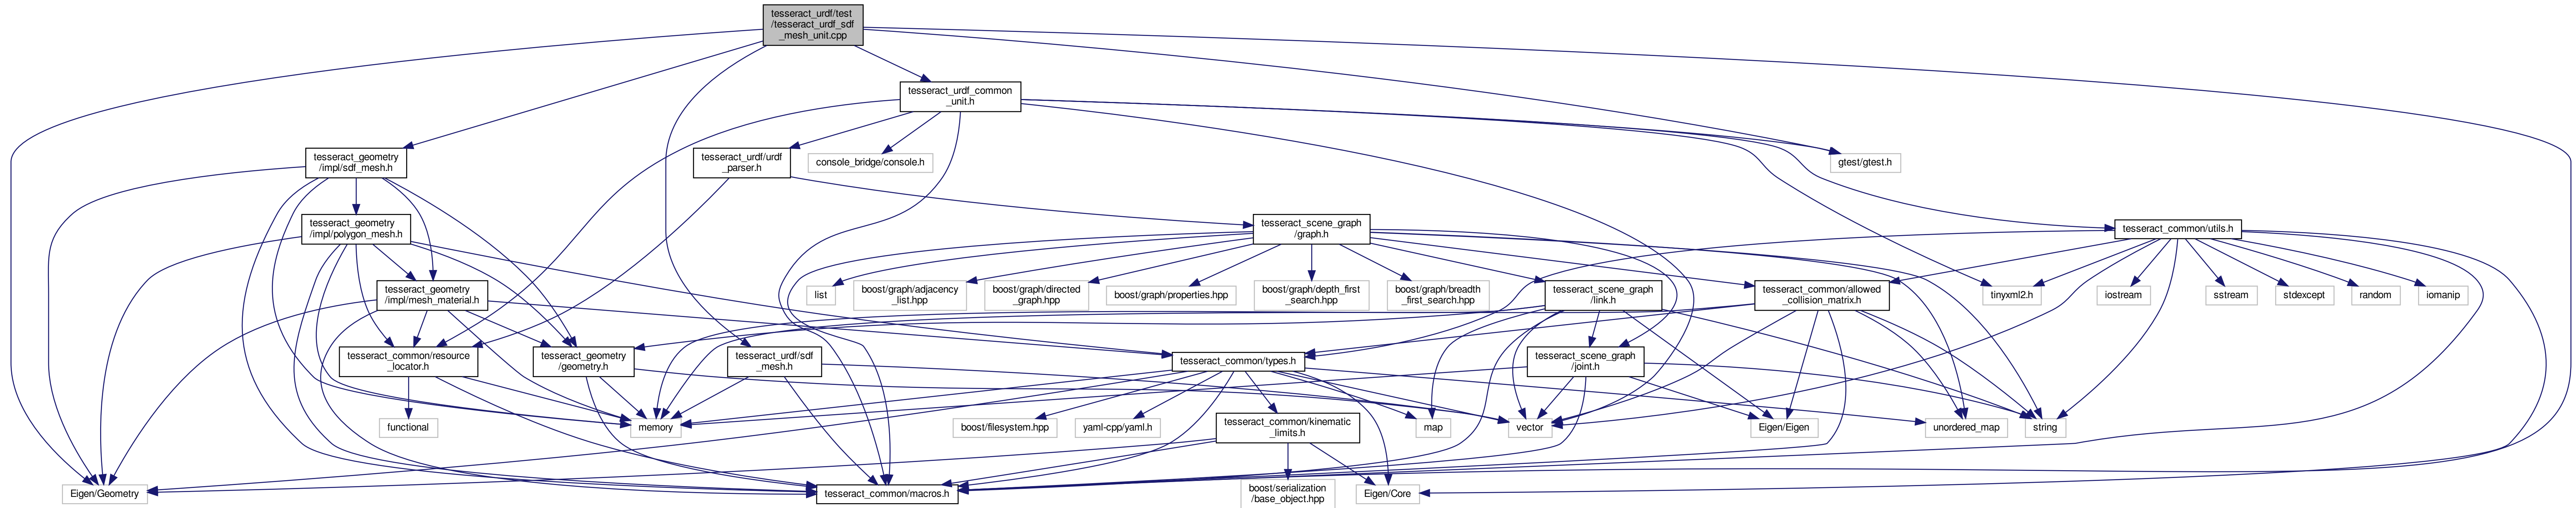 tesseract_urdf/test
/tesseract_urdf_sdf
_mesh_unit.cpp
tesseract_urdf_common
_unit.h
tesseract_geometry
/impl/sdf_mesh.h
tesseract_urdf/urdf
_parser.h
console_bridge/console.h
gtest/gtest.h
tesseract_geometry
/impl/polygon_mesh.h
tesseract_scene_graph
/graph.h
tesseract_common/utils.h
tesseract_geometry
/impl/mesh_material.h
list
boost/graph/adjacency
_list.hpp
boost/graph/directed
_graph.hpp
boost/graph/properties.hpp
boost/graph/depth_first
_search.hpp
boost/graph/breadth
_first_search.hpp
tesseract_scene_graph
/link.h
tesseract_common/allowed
_collision_matrix.h
tinyxml2.h
iostream
sstream
stdexcept
random
iomanip
tesseract_common/resource
_locator.h
tesseract_geometry
/geometry.h
tesseract_urdf/sdf
_mesh.h
tesseract_common/types.h
tesseract_scene_graph
/joint.h
functional
memory
boost/filesystem.hpp
yaml-cpp/yaml.h
tesseract_common/kinematic
_limits.h
map
vector
Eigen/Eigen
unordered_map
string
Eigen/Geometry
tesseract_common/macros.h
boost/serialization
/base_object.hpp
Eigen/Core